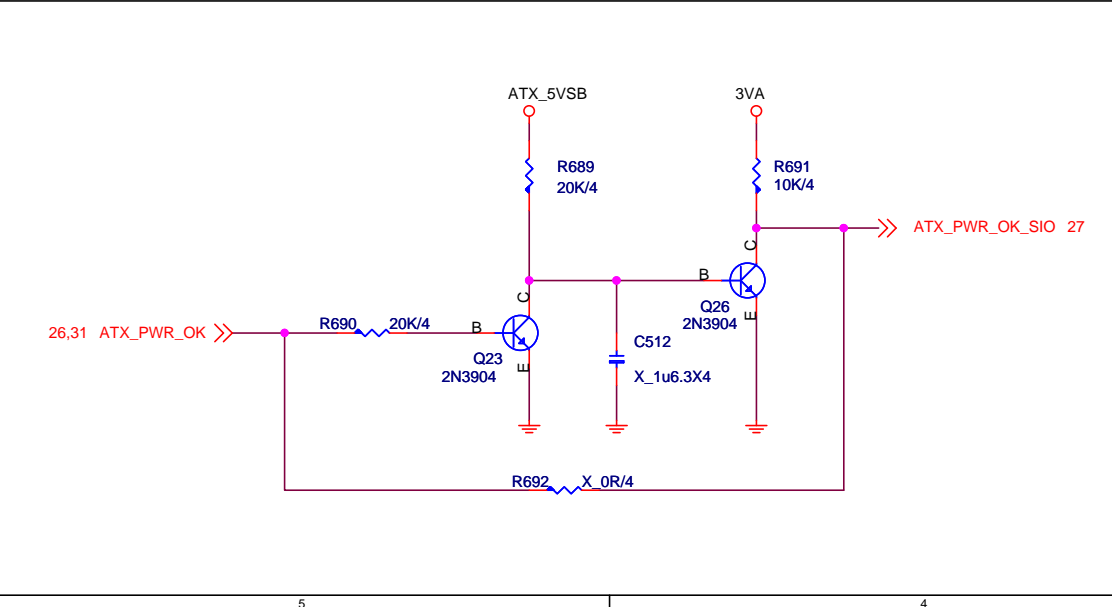 ATX_5VSB
3VA
R689
20K/4
R691
10K/4
ATX_PWR_OK_SIO 27
C
B
C
Q26
2N3904
E
26,31 ATX_PWR_OK
R690
20K/4
B
Q23
2N3904
E
C512
X_1u6.3X4
R692
X_0R/4
5
4